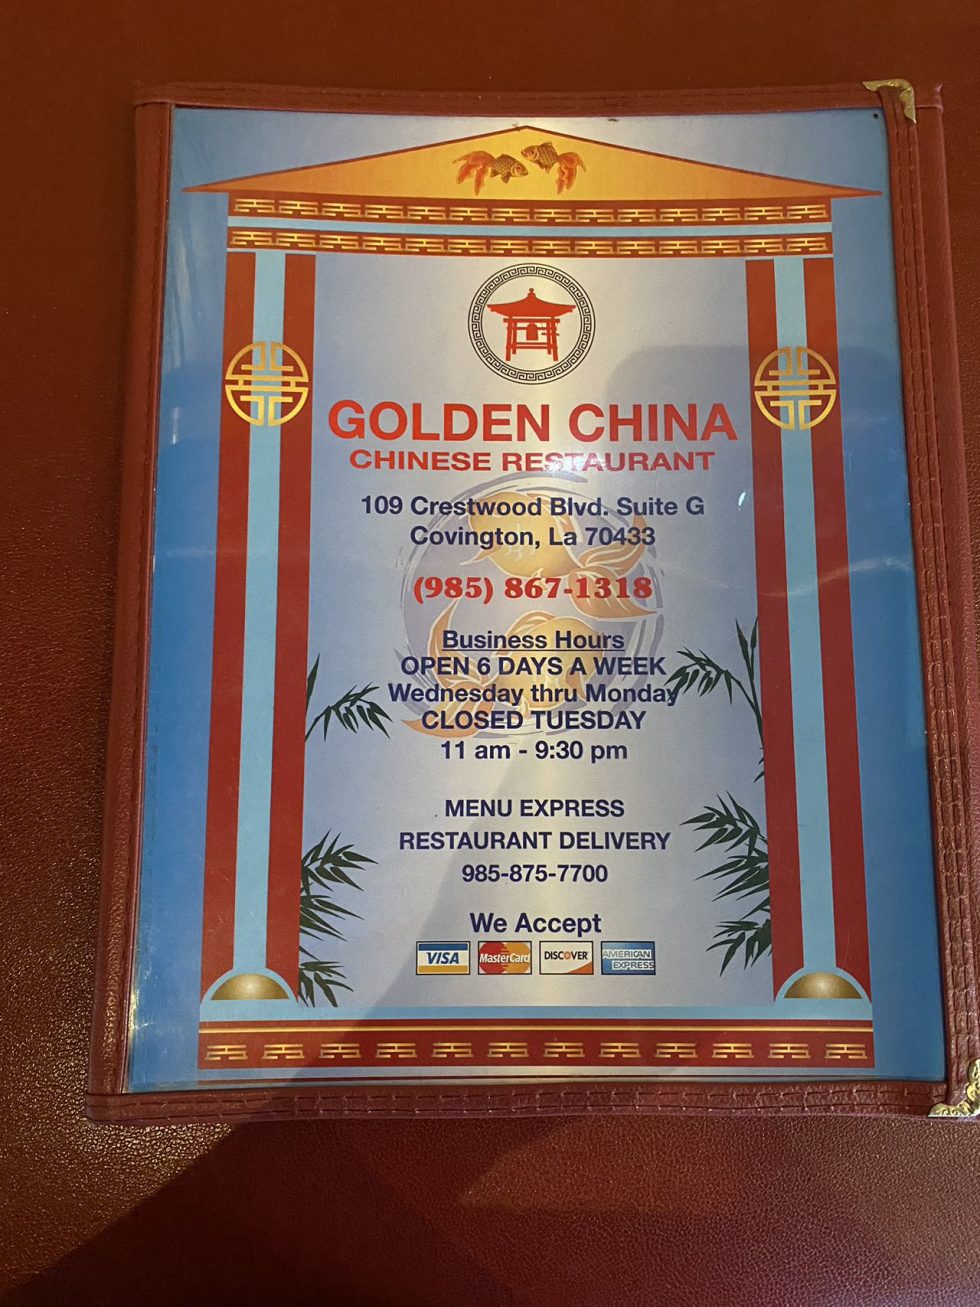 GOLDEN CHINA
CHINESE RESTAURANT
109 Crestwood Blvd. Suite G
Covington, La 70433
(985) 867-1318
Business Hours
OPEN 6 DAYS A WEEK
Wednesday thru Monday
CLOSED TUESDAY
11 am - 9:30 pm
MENU EXPRESS
RESTAURANT DELIVERY
985-875-7700
We Accept
VISA MasterCard DISCOVER AMERICAN EXPRESS